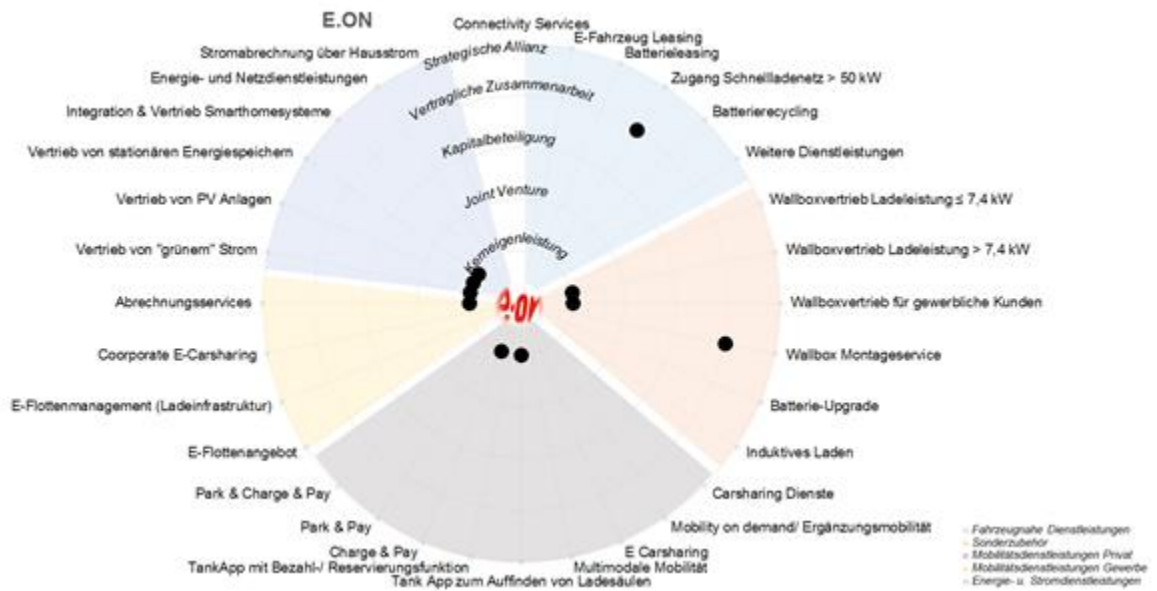 E.ON
Connectivity Services
E-Fahrzeug Leasing
Batterieleasing
Zugang Schnellladenetz > 50 kW
Batterierecycling
Weitere Dienstleistungen
Wallboxvertrieb Ladeleistung ≤ 7,4 kW
Wallboxvertrieb Ladeleistung > 7,4 kW
Wallboxvertrieb für gewerbliche Kunden
Wallbox Montageservice
Batterie-Upgrade
Induktives Laden
Carsharing Dienste
Mobility on demand/ Ergänzungsmobilität
E Carsharing
Multimodale Mobilität
Tank App zum Auffinden von Ladesäulen
TankApp mit Bezahl-/ Reservierungsfunktion
Charge & Pay
Park & Pay
Park & Charge & Pay
E-Flottenangebot
E-Flottenmanagement (Ladeinfrastruktur)
Coorporate E-Carsharing
Abrechnungsservices
Vertrieb von "grünem" Strom
Vertrieb von PV Anlagen
Vertrieb von stationären Energiespeichern
Integration & Vertrieb Smarthomesysteme
Energie- und Netzdienstleistungen
Stromabrechnung über Hausstrom
Strategische Allianz
Vertragliche Zusammenarbeit
Kapitalbeteiligung
Joint Venture
Kerneigenleistung
e·on
Fahrzeugnahe Dienstleistungen
Sonderzubehör
Mobilitätsdienstleistungen Privat
Mobilitätsdienstleistungen Gewerbe
Energie- u. Stromdienstleistungen